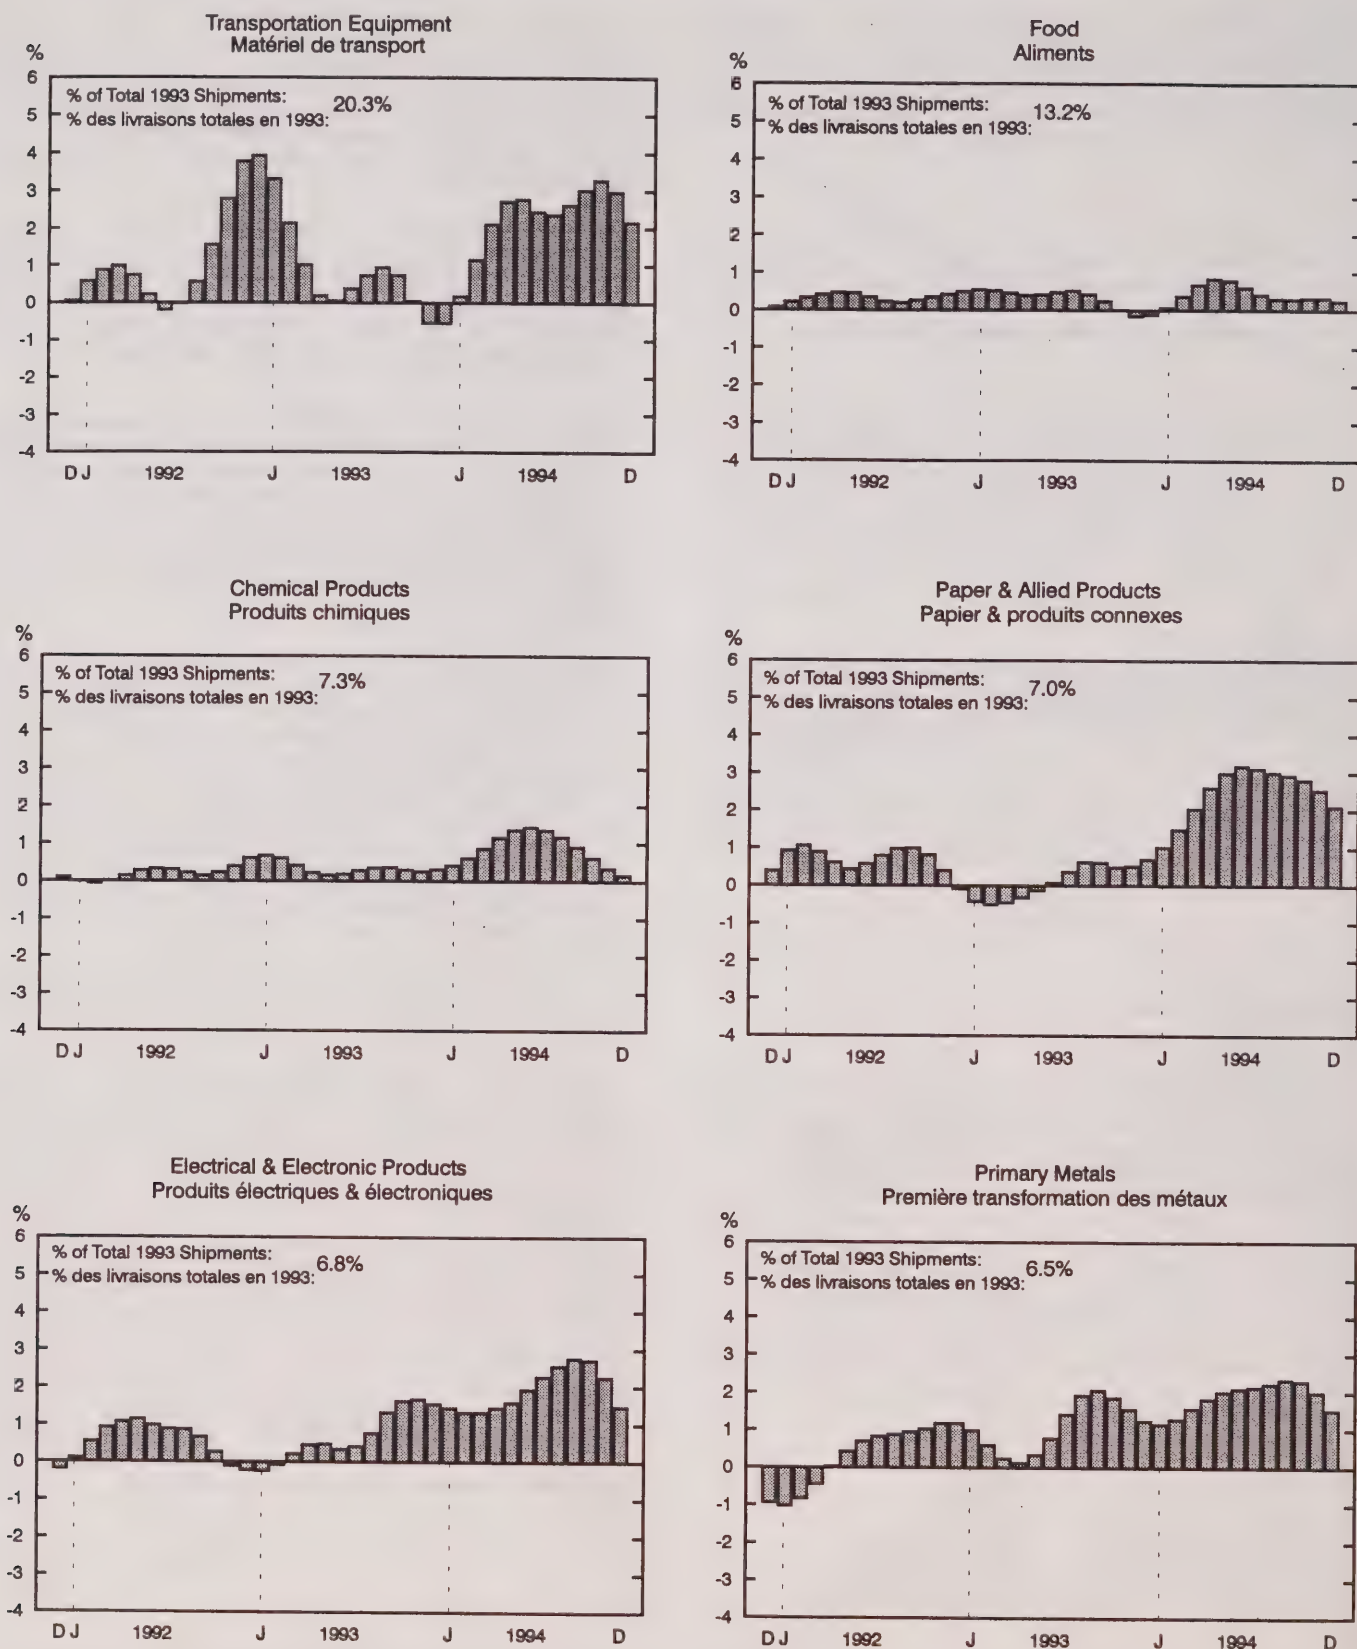 Transportation Equipment
Matériel de transport
%
6
5
4
3
2
1
0
-1
-2
-3
-4
% of Total 1993 Shipments: 20.3%
% des livraisons totales en 1993:
D J 1992 J 1993 J 1994 D
Food
Aliments
%
6
5
4
3
2
1
0
-1
-2
-3
-4
% of Total 1993 Shipments: 13.2%
% des livraisons totales en 1993:
D J 1992 J 1993 J 1994 D
Chemical Products
Produits chimiques
%
6
5
4
3
2
1
0
-1
-2
-3
-4
% of Total 1993 Shipments: 7.3%
% des livraisons totales en 1993:
D J 1992 J 1993 J 1994 D
Paper & Allied Products
Papier & produits connexes
%
6
5
4
3
2
1
0
-1
-2
-3
-4
% of Total 1993 Shipments: 7.0%
% des livraisons totales en 1993:
D J 1992 J 1993 J 1994 D
Electrical & Electronic Products
Produits électriques & électroniques
%
6
5
4
3
2
1
0
-1
-2
-3
-4
% of Total 1993 Shipments: 6.8%
% des livraisons totales en 1993:
D J 1992 J 1993 J 1994 D
Primary Metals
Première transformation des métaux
%
6
5
4
3
2
1
0
-1
-2
-3
-4
% of Total 1993 Shipments: 6.5%
% des livraisons totales en 1993:
D J 1992 J 1993 J 1994 D